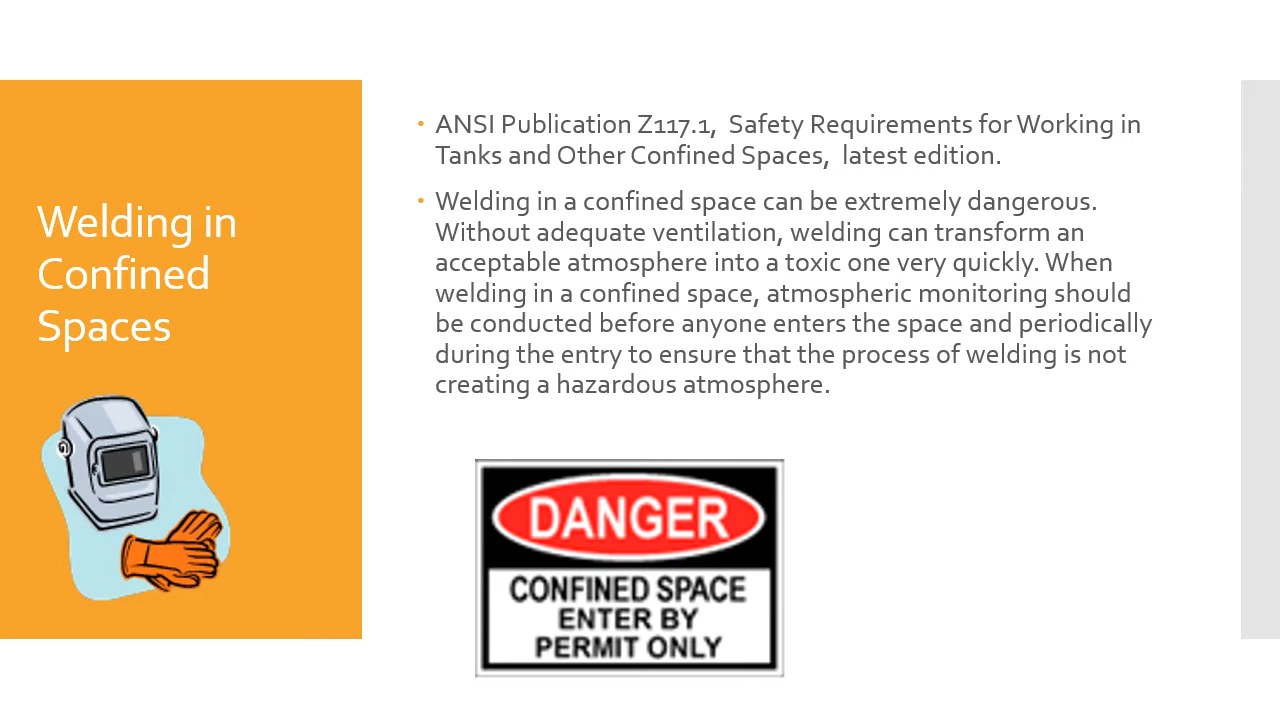 Welding in
Confined
Spaces
• ANSI Publication Z117.1,  Safety Requirements for Working in
Tanks and Other Confined Spaces,  latest edition.
• Welding in a confined space can be extremely dangerous.
Without adequate ventilation, welding can transform an
acceptable atmosphere into a toxic one very quickly. When
welding in a confined space, atmospheric monitoring should
be conducted before anyone enters the space and periodically
during the entry to ensure that the process of welding is not
creating a hazardous atmosphere.
DANGER
CONFINED SPACE
ENTER BY
PERMIT ONLY